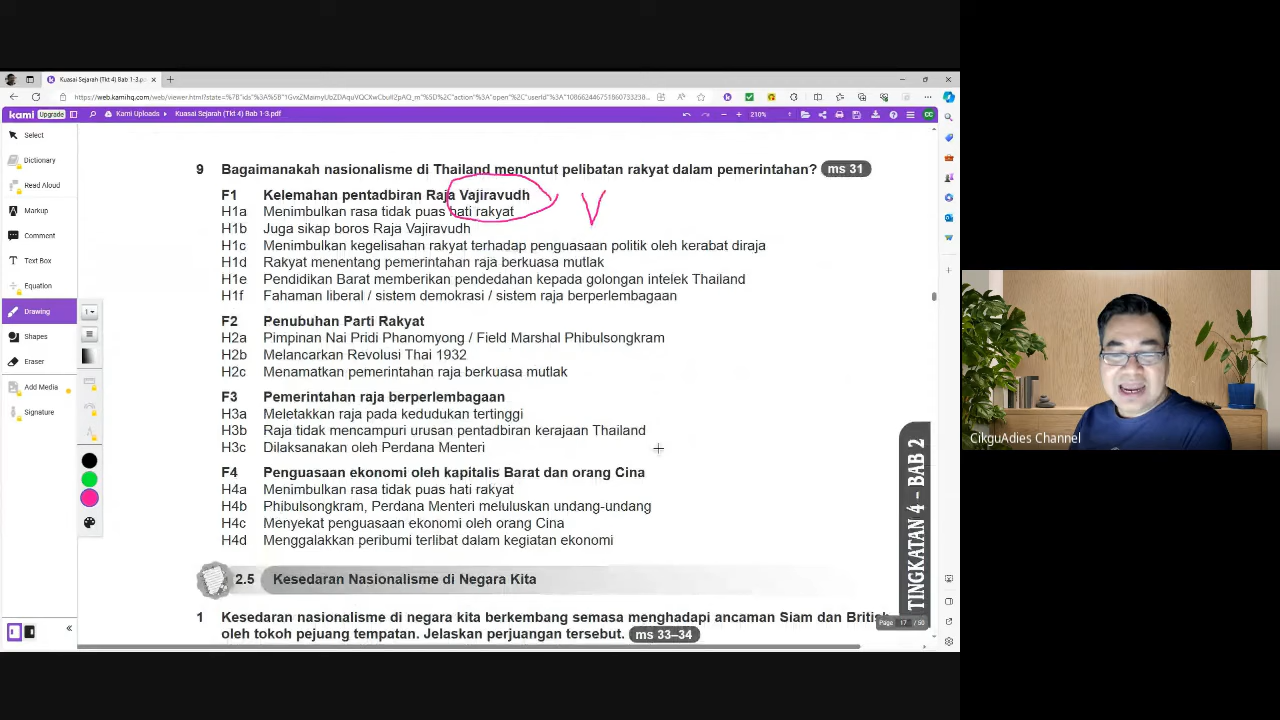 Kuasai Sejarah (Tkt 4) Bab 1-3.p
kami Upgrade
Kami Uploads
Kuasai Sejarah (Tkt 4) Bab 1-3.pdf
210%
Select
Dictionary
Read Aloud
Markup
Comment
Text Box
Equation
Drawing
Shapes
Eraser
Add Media
Signature
1
9 Bagaimanakah nasionalisme di Thailand menuntut pelibatan rakyat dalam pemerintahan? ms 31
F1 Kelemahan pentadbiran Raja Vajiravudh
V
H1a Menimbulkan rasa tidak puas hati rakyat
H1b Juga sikap boros Raja Vajiravudh
H1c Menimbulkan kegelisahan rakyat terhadap penguasaan politik oleh kerabat diraja
H1d Rakyat menentang pemerintahan raja berkuasa mutlak
H1e Pendidikan Barat memberikan pendedahan kepada golongan intelek Thailand
H1f Fahaman liberal / sistem demokrasi / sistem raja berperlembagaan
F2 Penubuhan Parti Rakyat
H2a Pimpinan Nai Pridi Phanomyong / Field Marshal Phibulsongkram
H2b Melancarkan Revolusi Thai 1932
H2c Menamatkan pemerintahan raja berkuasa mutlak
F3 Pemerintahan raja berperlembagaan
H3a Meletakkan raja pada kedudukan tertinggi
H3b Raja tidak mencampuri urusan pentadbiran kerajaan Thailand
H3c Dilaksanakan oleh Perdana Menteri
F4 Penguasaan ekonomi oleh kapitalis Barat dan orang Cina
H4a Menimbulkan rasa tidak puas hati rakyat
H4b Phibulsongkram, Perdana Menteri meluluskan undang-undang
H4c Menyekat penguasaan ekonomi oleh orang Cina
H4d Menggalakkan peribumi terlibat dalam kegiatan ekonomi
2.5 Kesedaran Nasionalisme di Negara Kita
1 Kesedaran nasionalisme di negara kita berkembang semasa menghadapi ancaman Siam dan Britis
oleh tokoh pejuang tempatan. Jelaskan perjuangan tersebut. ms 33–34
TINGKATAN 4 - BAB 2
Page 17 / 50
CC
CikguAdies Channel